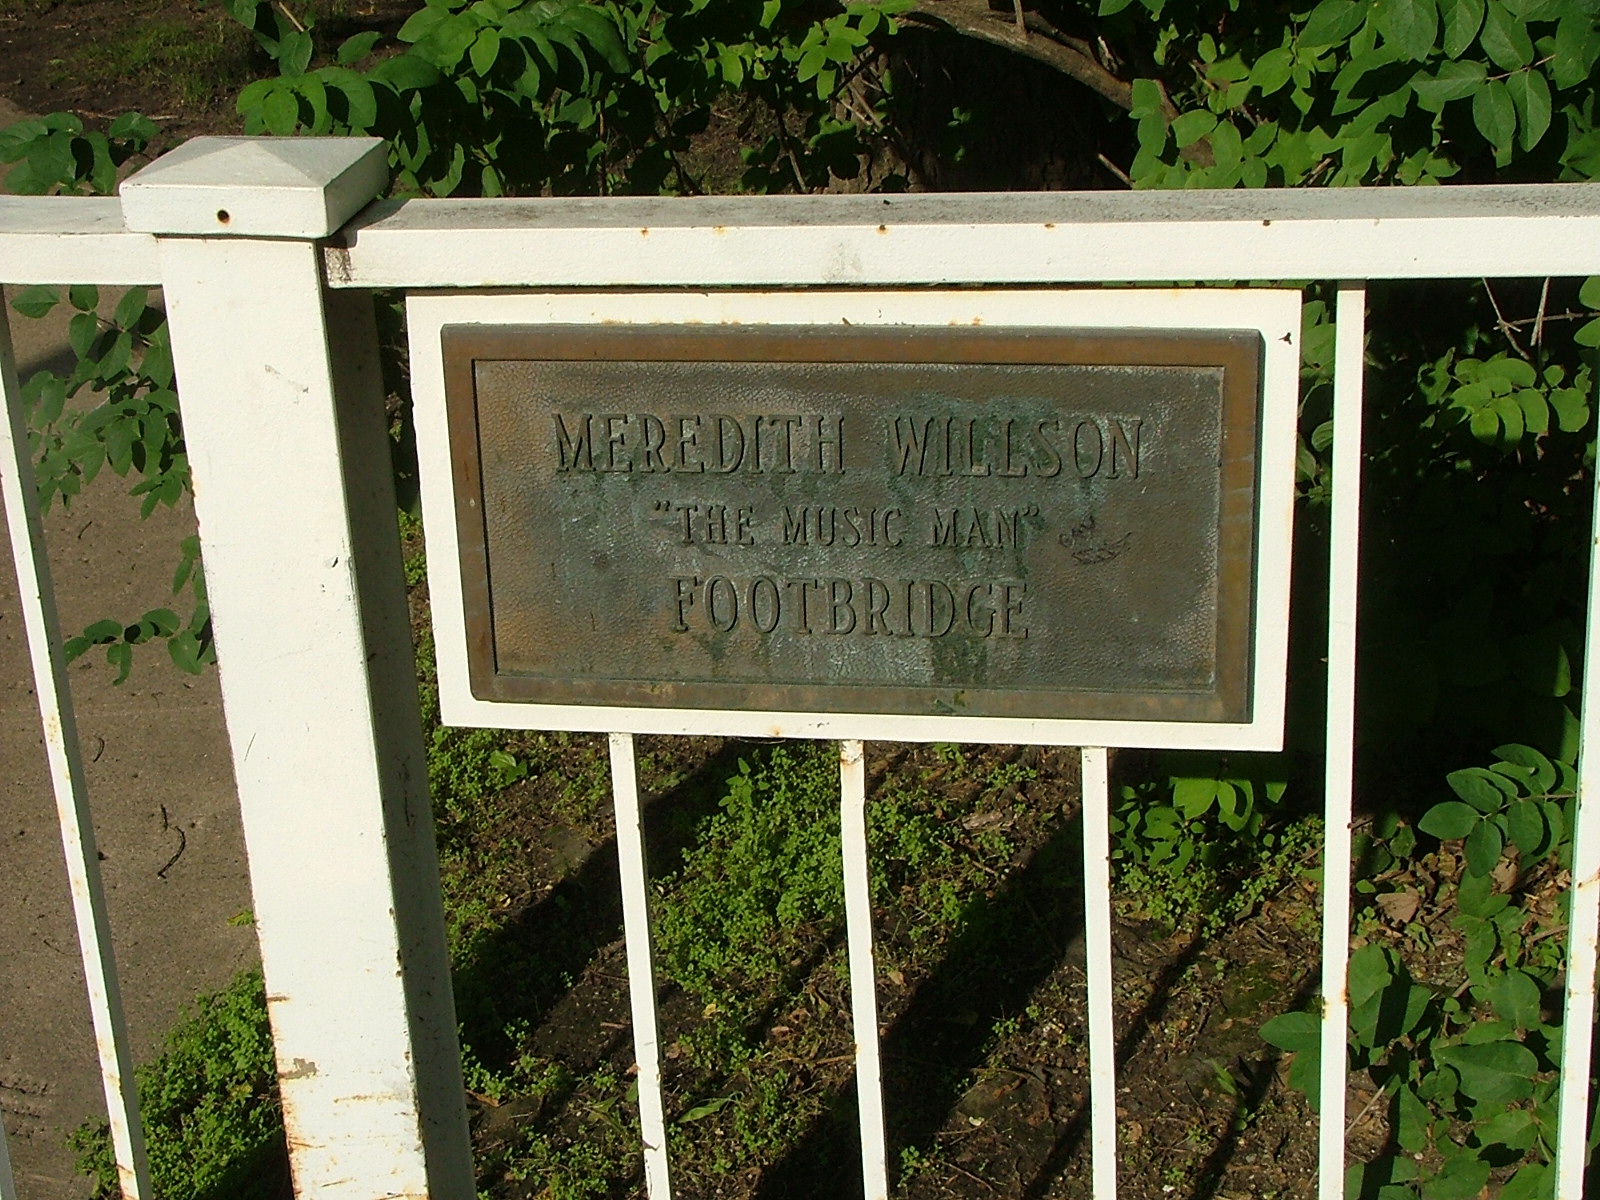 MEREDITH WILLSON
"THE MUSIC MAN"
FOOTBRIDGE